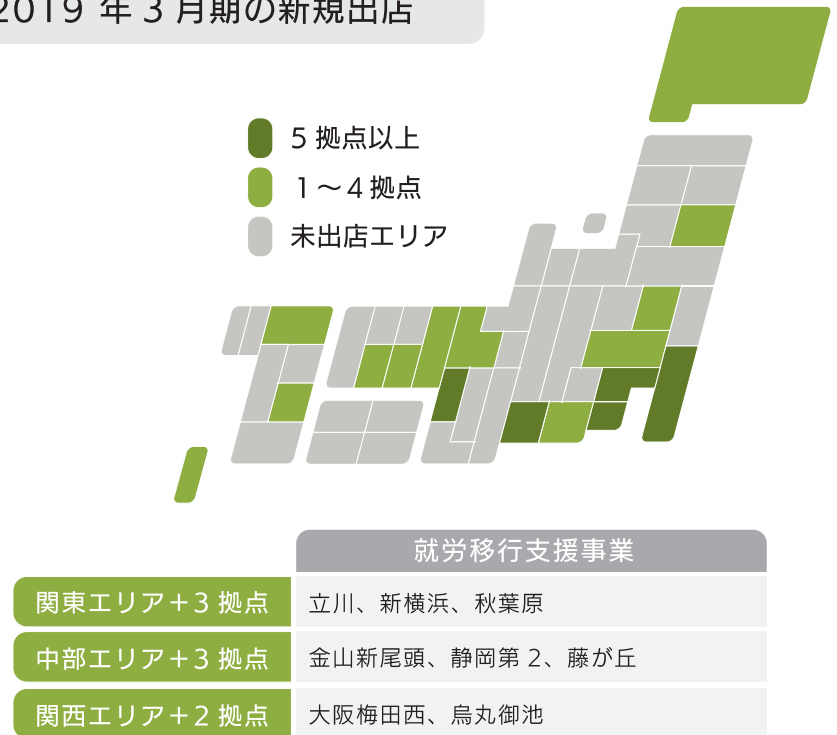 2019 年 3 月期の新規出店
5 拠点以上
1～4 拠点
未出店エリア
就労移行支援事業
関東エリア＋3 拠点 立川、新横浜、秋葉原
中部エリア＋3 拠点 金山新尾頭、静岡第 2、藤が丘
関西エリア＋2 拠点 大阪梅田西、烏丸御池